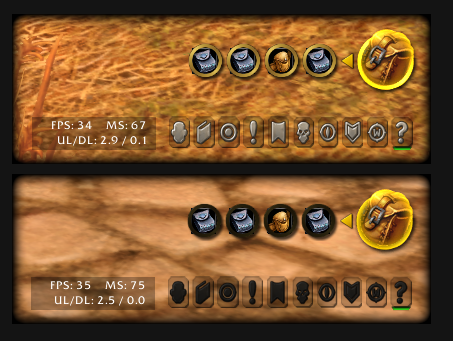 FPS: 34 MS: 67
UL/DL: 2.9 / 0.1
?
FPS: 35 MS: 75
UL/DL: 2.5 / 0.0
?